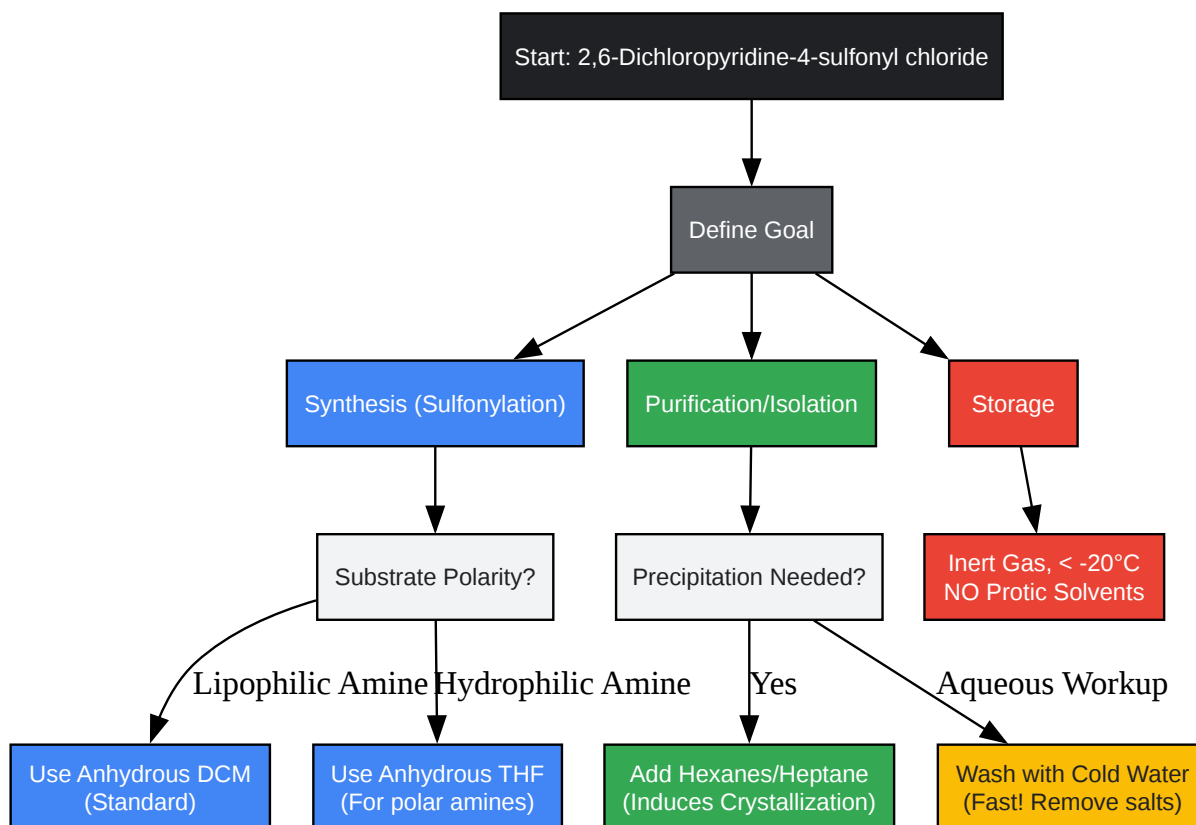 Start: 2,6-Dichloropyridine-4-sulfonyl chloride
Define Goal
Synthesis (Sulfonylation)
Purification/Isolation
Storage
Substrate Polarity?
Precipitation Needed?
Inert Gas, < -20°C
NO Protic Solvents
Lipophilic Amine
Hydrophilic Amine
Yes
Aqueous Workup
Use Anhydrous DCM
(Standard)
Use Anhydrous THF
(For polar amines)
Add Hexanes/Heptane
(Induces Crystallization)
Wash with Cold Water
(Fast! Remove salts)